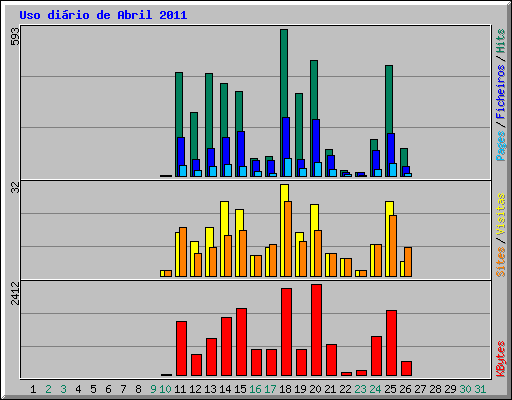 Uso diário de Abril 2011
593
32
2412
Pages / Ficheiros / Hits
Sites / Visitas
KBytes
1 2 3 4 5 6 7 8 9 10 11 12 13 14 15 16 17 18 19 20 21 22 23 24 25 26 27 28 29 30 31